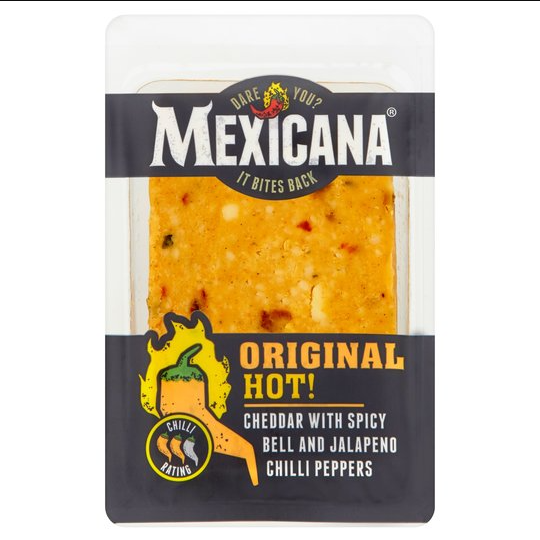 DARE YOU?
MEXICANA®
IT BITES BACK
ORIGINAL
HOT!
CHEDDAR WITH SPICY
BELL AND JALAPENO
CHILLI PEPPERS
CHILLI
RATING